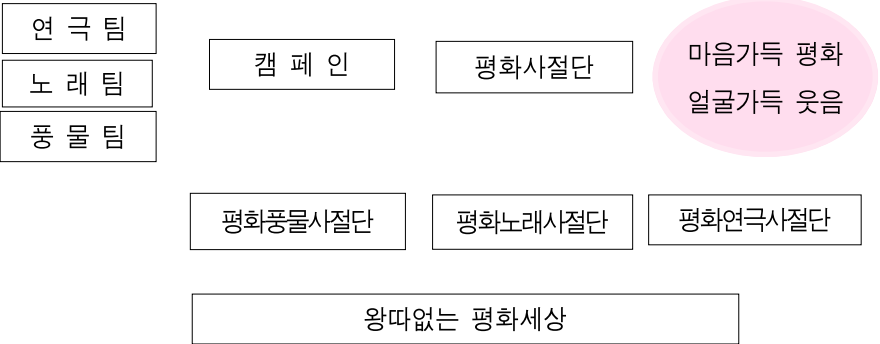 연 극 팀
노 래 팀
풍 물 팀
캠 페 인
평화사절단
마음가득 평화
얼굴가득 웃음
평화풍물사절단
평화노래사절단
평화연극사절단
왕따없는 평화세상